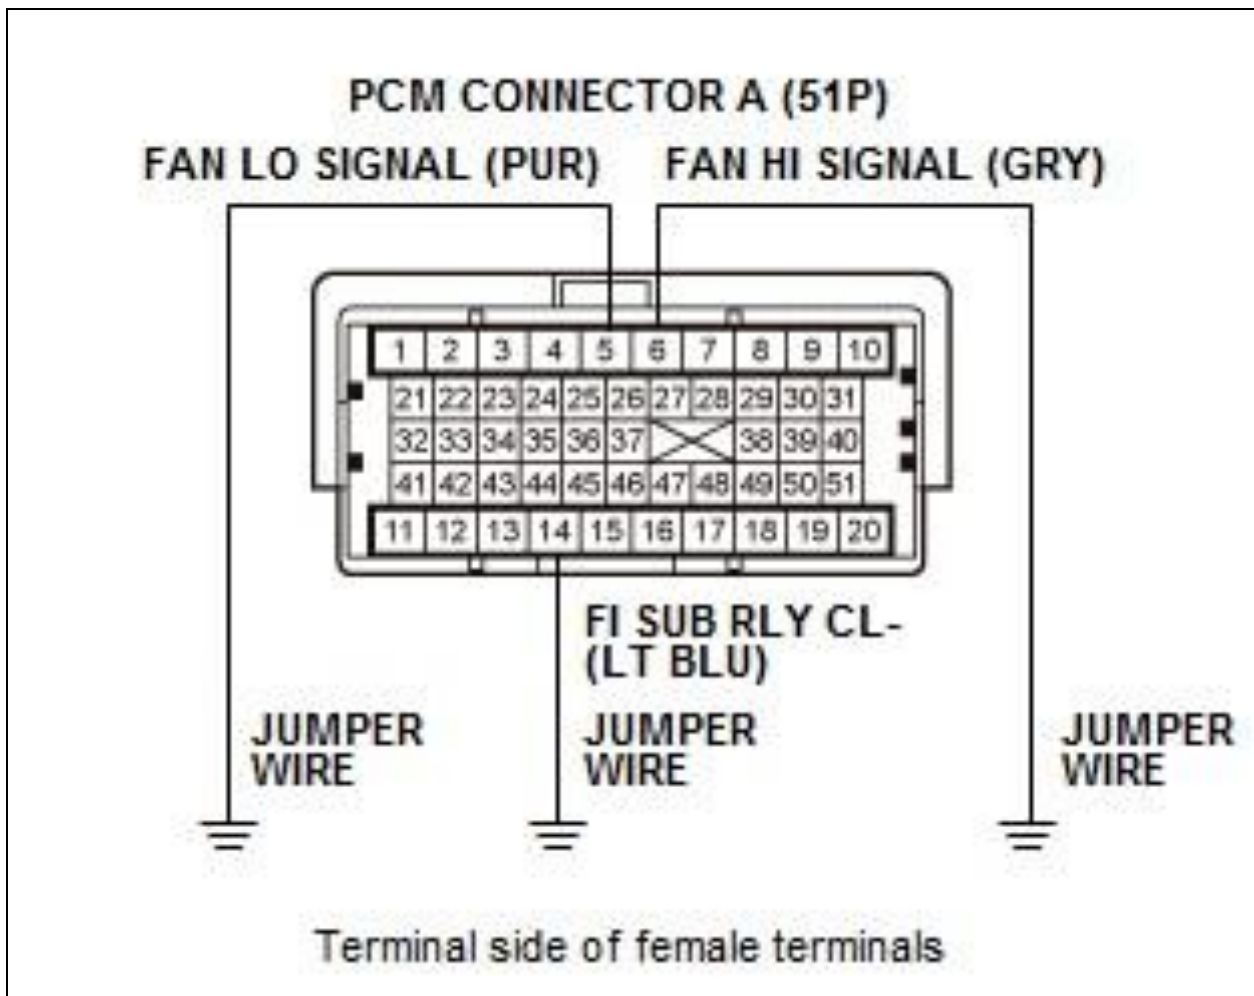 PCM CONNECTOR A (51P)
FAN LO SIGNAL (PUR) FAN HI SIGNAL (GRY)
1 2 3 4 5 6 7 8 9 10
21 22 23 24 25 26 27 28 29 30 31
32 33 34 35 36 37 38 39 40
41 42 43 44 45 46 47 48 49 50 51
11 12 13 14 15 16 17 18 19 20
FI SUB RLY CL-
(LT BLU)
JUMPER JUMPER JUMPER
WIRE WIRE WIRE
Terminal side of female terminals